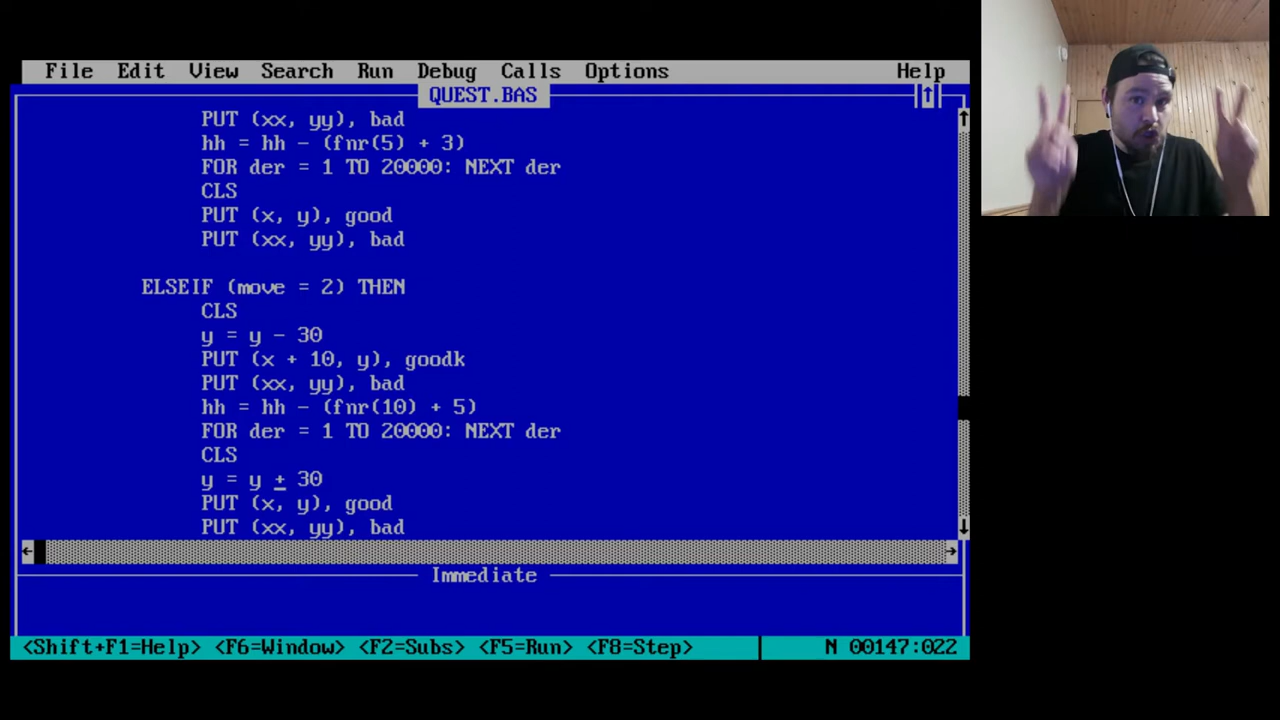 File Edit View Search Run Debug Calls Options Help
QUEST.BAS
PUT (xx, yy), bad
hh = hh - (fnr(5) + 3)
FOR der = 1 TO 20000: NEXT der
CLS
PUT (x, y), good
PUT (xx, yy), bad
ELSEIF (move = 2) THEN
CLS
y = y - 30
PUT (x + 10, y), goodk
PUT (xx, yy), bad
hh = hh - (fnr(10) + 5)
FOR der = 1 TO 20000: NEXT der
CLS
y = y + 30
PUT (x, y), good
PUT (xx, yy), bad
Immediate
<Shift+F1=Help> <F6=Window> <F2=Subs> <F5=Run> <F8=Step> N 00147:022